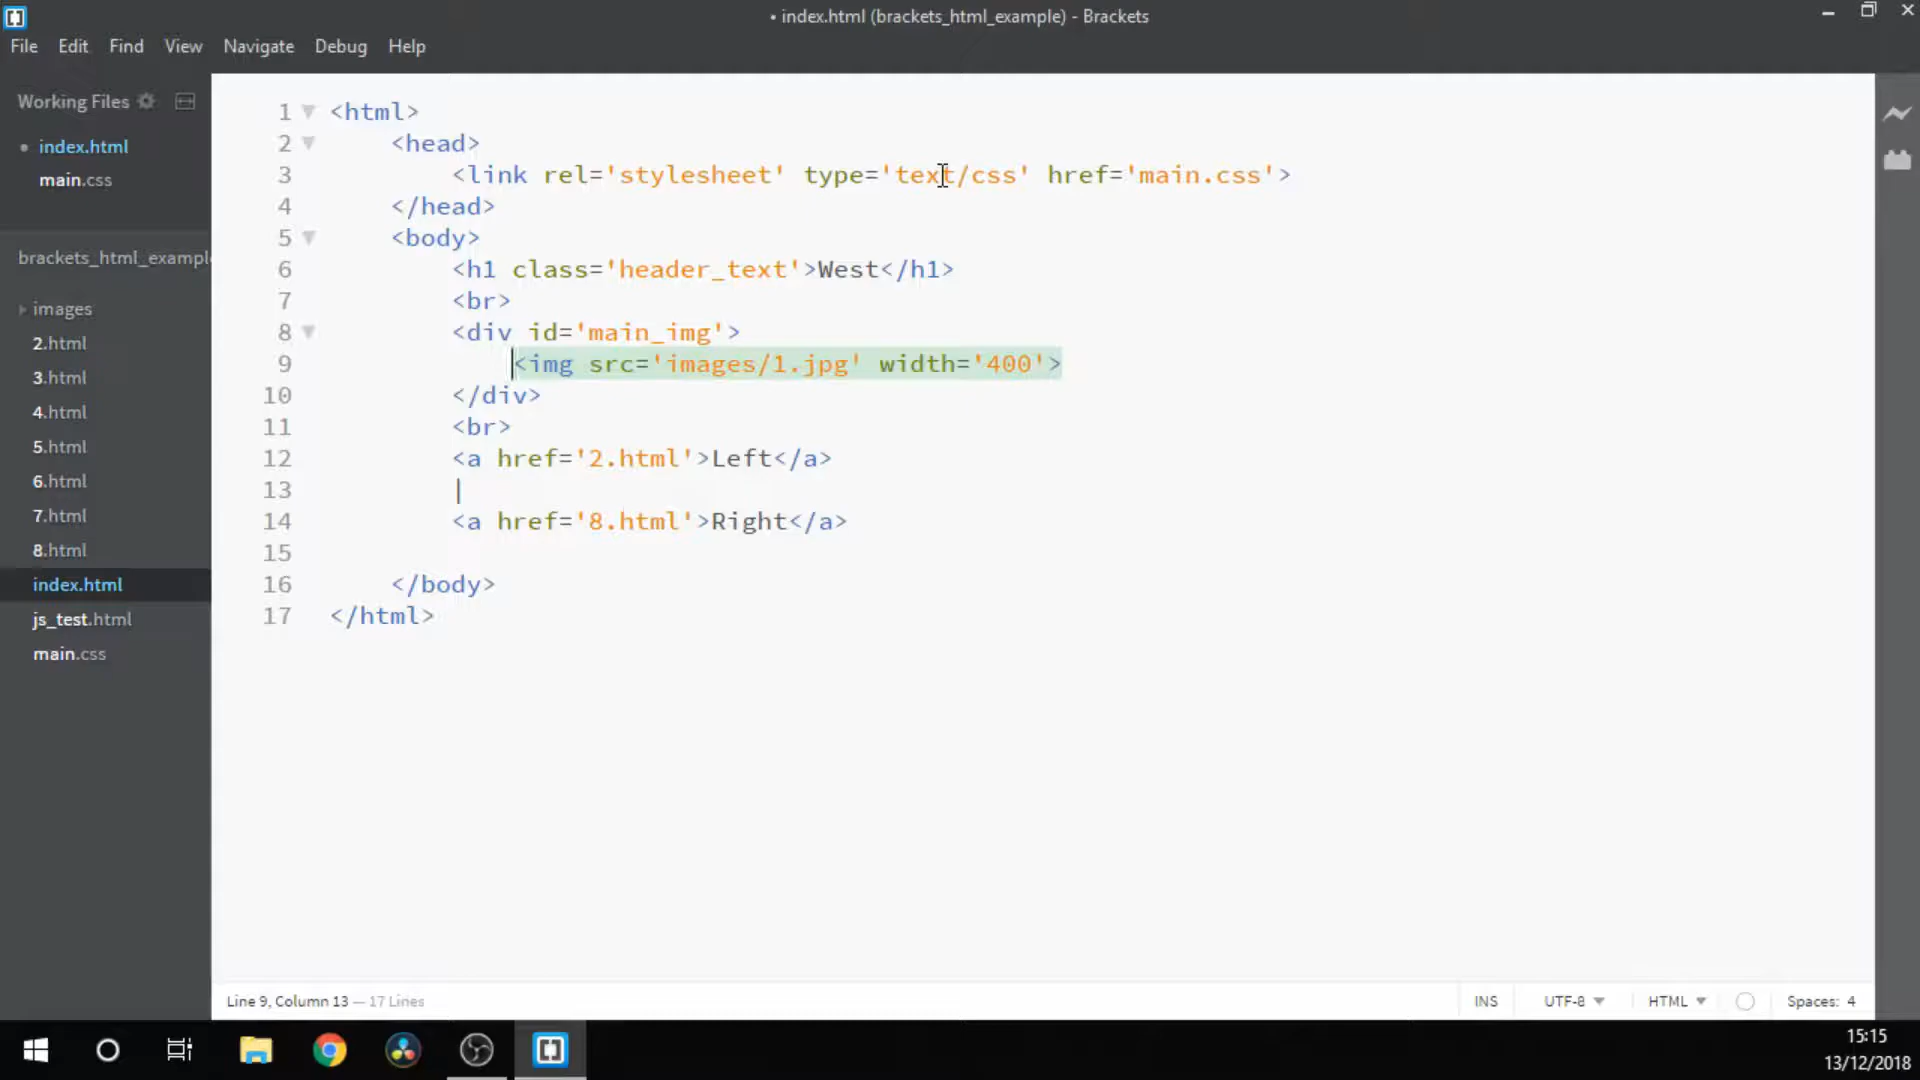 • index.html (brackets_html_example) - Brackets
File Edit Find View Navigate Debug Help
Working Files
index.html
main.css
brackets_html_exampl
images
2.html
3.html
4.html
5.html
6.html
7.html
8.html
index.html
js_test.html
main.css
1 <html>
2 <head>
3 <link rel='stylesheet' type='text/css' href='main.css'>
4 </head>
5 <body>
6 <h1 class='header_text'>West</h1>
7 <br>
8 <div id='main_img'>
9 <img src='images/1.jpg' width='400'>
10 </div>
11 <br>
12 <a href='2.html'>Left</a>
13 |
14 <a href='8.html'>Right</a>
15
16 </body>
17 </html>
Line 9, Column 13 — 17 Lines
INS UTF-8 HTML Spaces: 4
15:15
13/12/2018